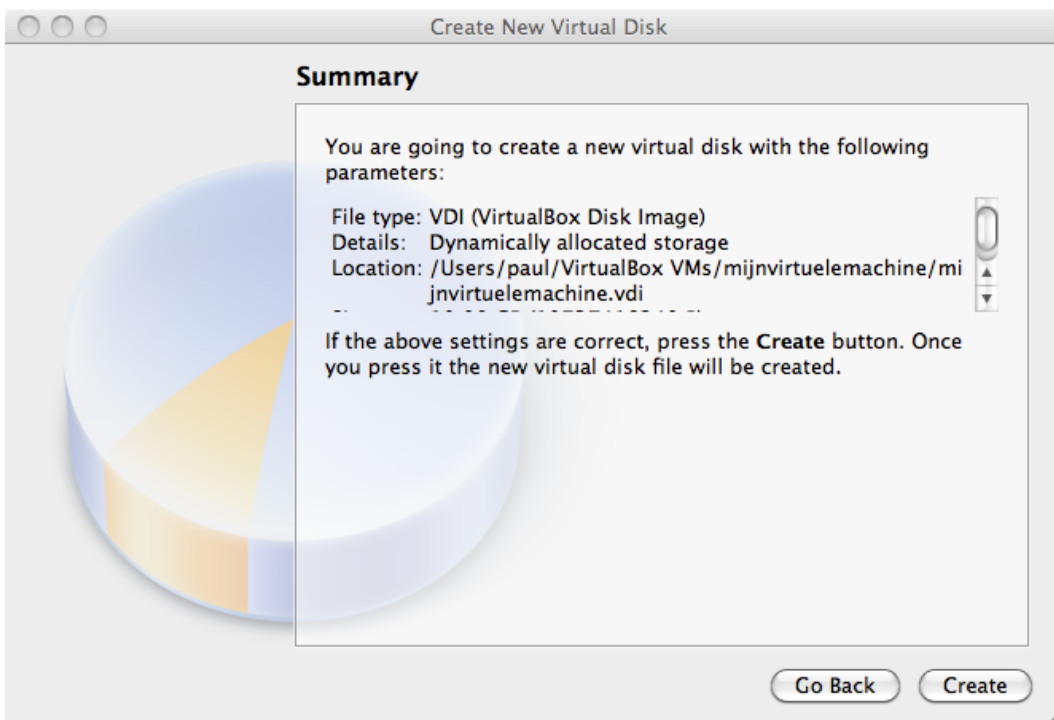 Create New Virtual Disk
Summary
You are going to create a new virtual disk with the following
parameters:
File type: VDI (VirtualBox Disk Image)
Details: Dynamically allocated storage
Location: /Users/paul/VirtualBox VMs/mijnvirtuelemachine/mi
jnvirtuelemachine.vdi
If the above settings are correct, press the Create button. Once
you press it the new virtual disk file will be created.
Go Back
Create